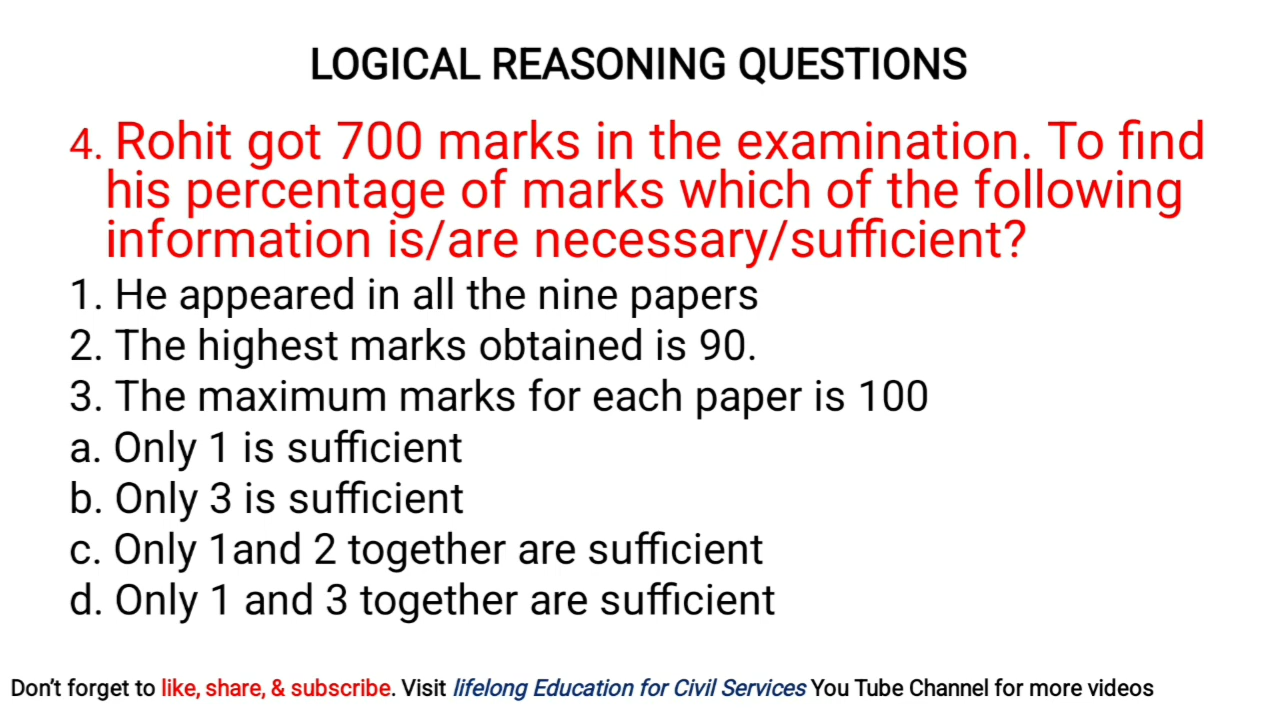 LOGICAL REASONING QUESTIONS
4. Rohit got 700 marks in the examination. To find
his percentage of marks which of the following
information is/are necessary/sufficient?
1. He appeared in all the nine papers
2. The highest marks obtained is 90.
3. The maximum marks for each paper is 100
a. Only 1 is sufficient
b. Only 3 is sufficient
c. Only 1and 2 together are sufficient
d. Only 1 and 3 together are sufficient
Don't forget to like, share, & subscribe. Visit lifelong Education for Civil Services You Tube Channel for more videos